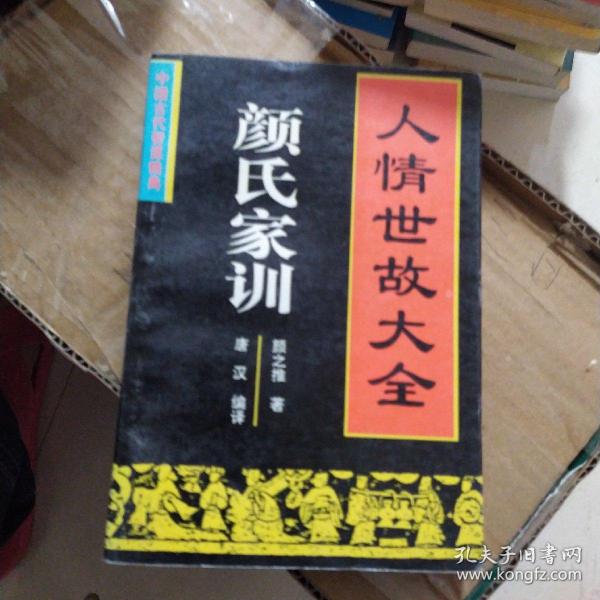 人情世故大全
颜氏家训
颜之推 著
唐汉 编译
孔夫子旧书网
www.kongfz.com